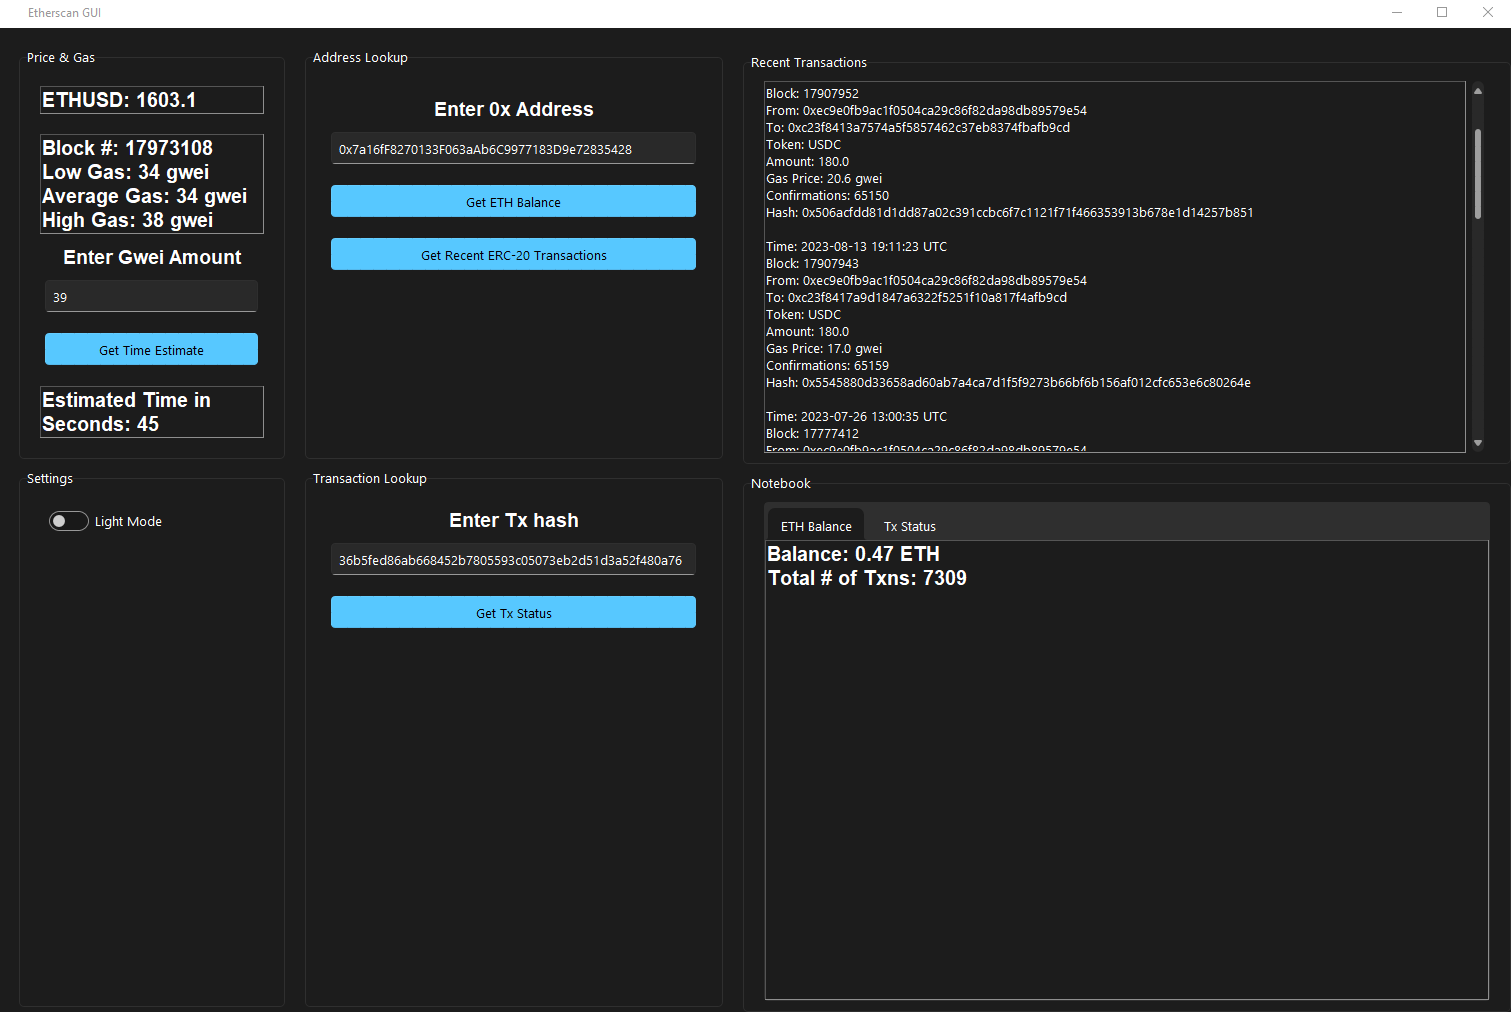 Etherscan GUI
Price & Gas
ETHUSD: 1603.1
Block #: 17973108
Low Gas: 34 gwei
Average Gas: 34 gwei
High Gas: 38 gwei
Enter Gwei Amount
39
Get Time Estimate
Estimated Time in
Seconds: 45
Settings
Light Mode
Address Lookup
Enter 0x Address
0x7a16fF8270133F063aAb6C9977183D9e72835428
Get ETH Balance
Get Recent ERC-20 Transactions
Transaction Lookup
Enter Tx hash
36b5fed86ab668452b7805593c05073eb2d51d3a52f480a76
Get Tx Status
Recent Transactions
Block: 17907952
From: 0xec9e0fb9ac1f0504ca29c86f82da98db89579e54
To: 0xc23f8413a7574a5f5857462c37eb8374fbafb9cd
Token: USDC
Amount: 180.0
Gas Price: 20.6 gwei
Confirmations: 65150
Hash: 0x506acfdd81d1dd87a02c391ccbc6f7c1121f71f466353913b678e1d14257b851
Time: 2023-08-13 19:11:23 UTC
Block: 17907943
From: 0xec9e0fb9ac1f0504ca29c86f82da98db89579e54
To: 0xc23f8417a9d1847a6322f5251f10a817f4afb9cd
Token: USDC
Amount: 180.0
Gas Price: 17.0 gwei
Confirmations: 65159
Hash: 0x5545880d33658ad60ab7a4ca7d1f5f9273b66bf6b156af012cfc653e6c80264e
Time: 2023-07-26 13:00:35 UTC
Block: 17777412
From: 0xec9e0fb9ac1f0504ca29c86f82da98db89579e54
Notebook
ETH Balance
Tx Status
Balance: 0.47 ETH
Total # of Txns: 7309